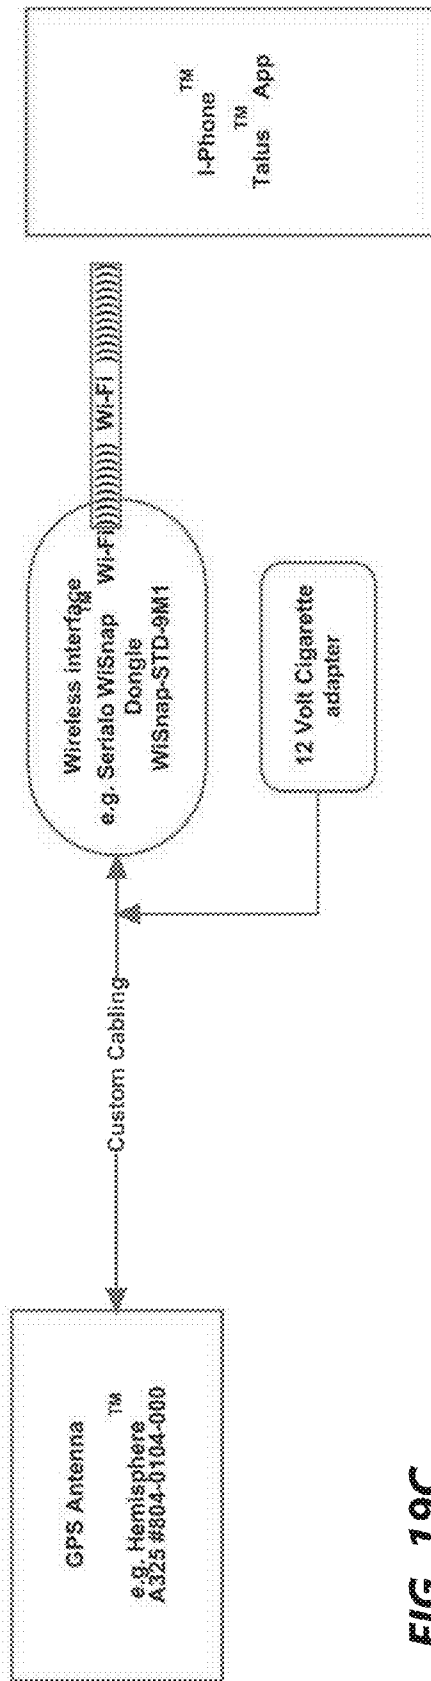 GPS Antenna
TM
e.g. Hemisphere
A325 #804-0104-000
Custom Cabling
Wireless interface
TM
e.g. Serialo WiSnap
Dongle
WiSnap-STD-9M1
Wi-Fi)))))))))))) Wi-Fi ))))))))))))
12 Volt Cigarette
adapter
TM
I-Phone
TM
Talus App
FIG. 19C